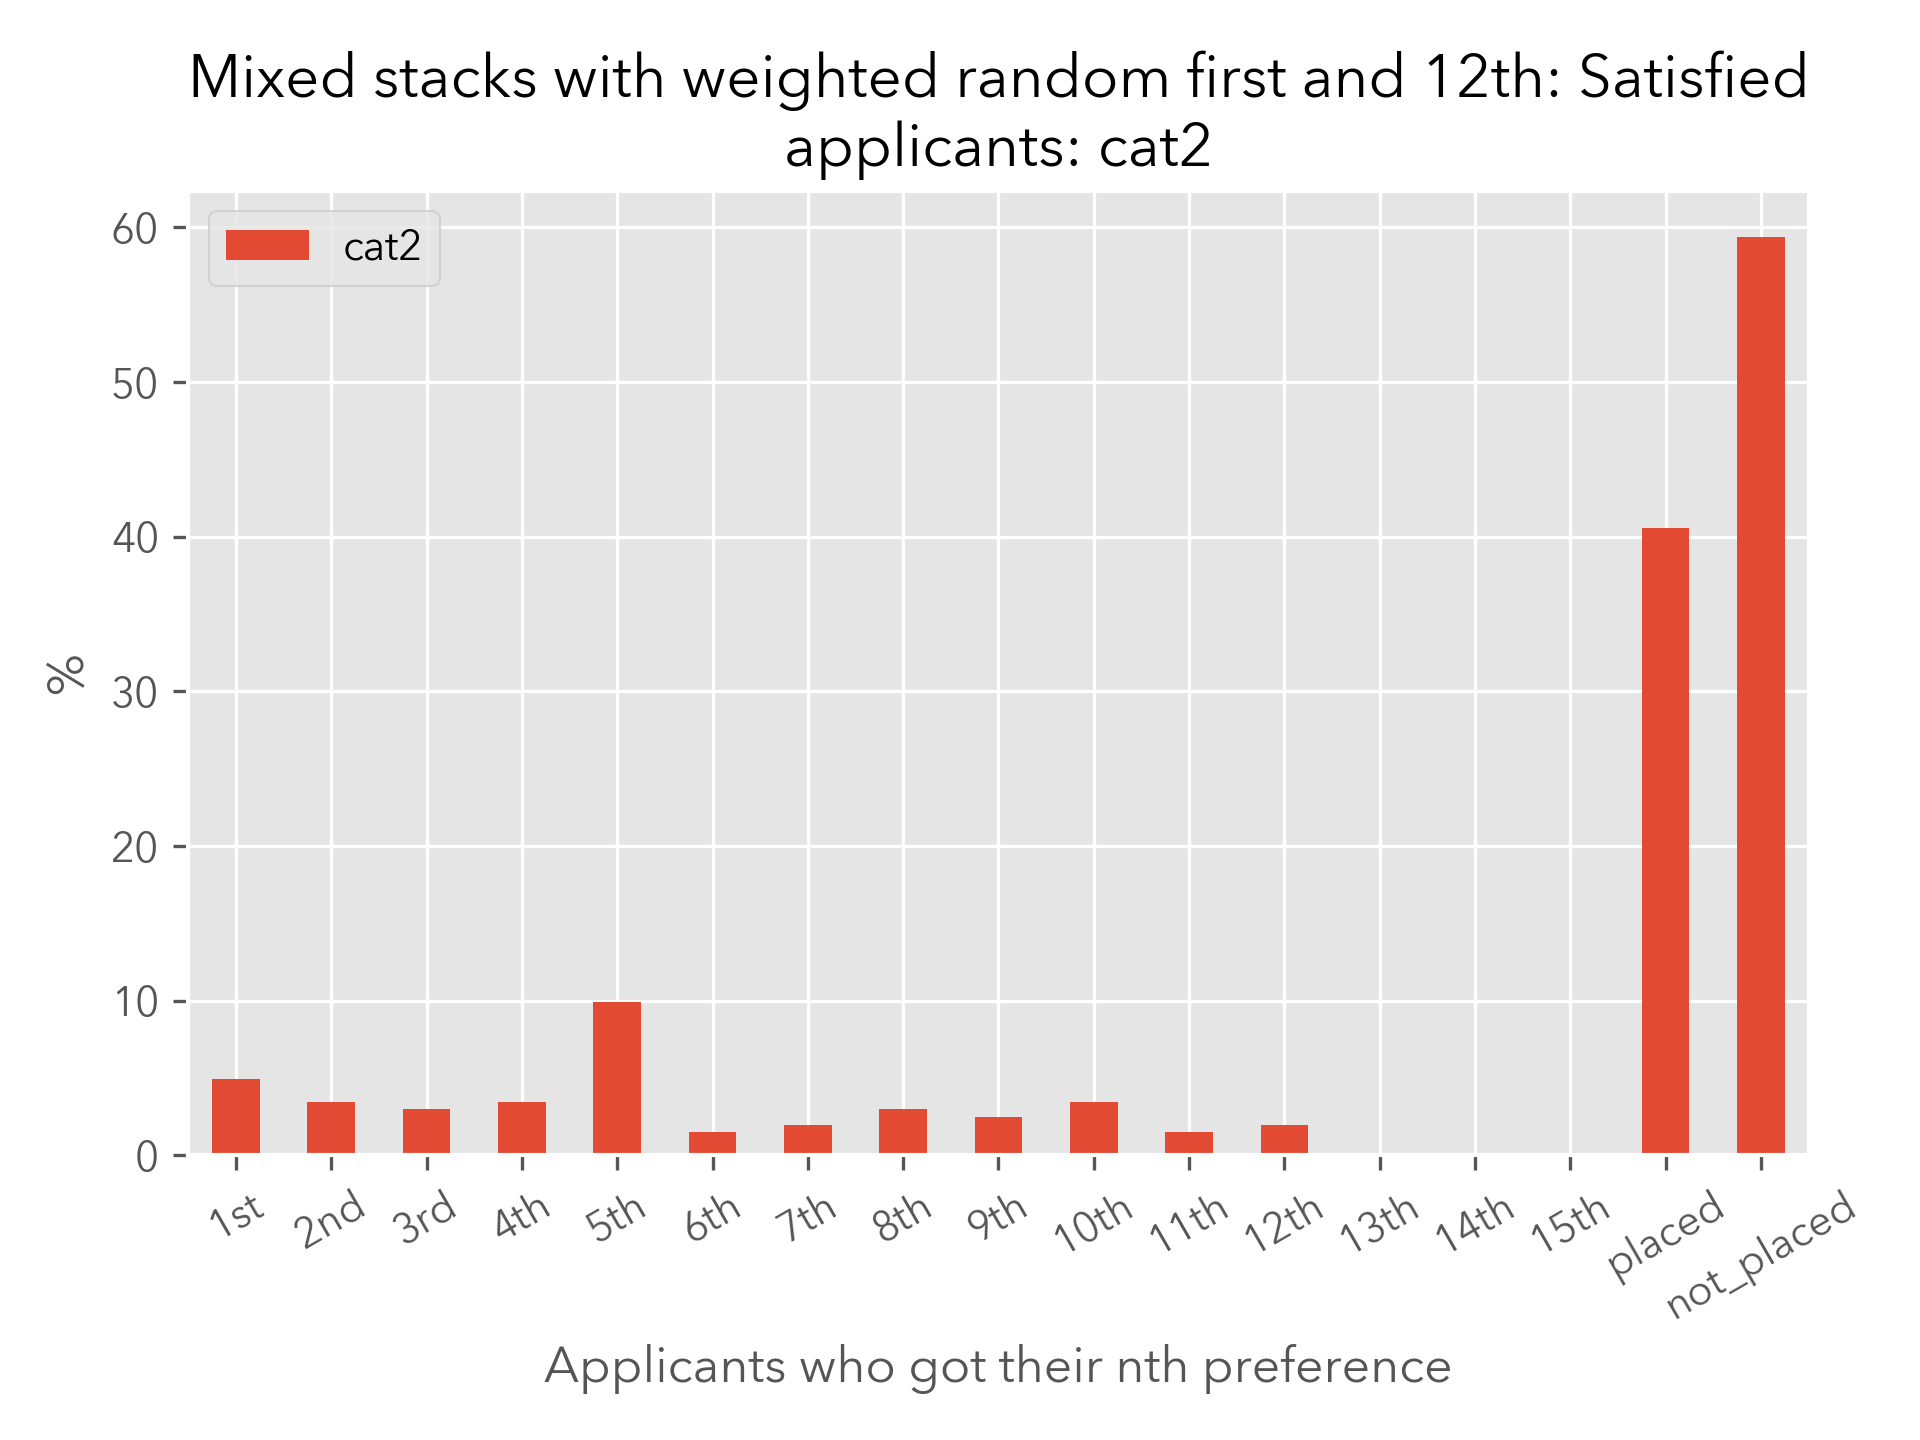 Mixed stacks with weighted random first and 12th: Satisfied
applicants: cat2
cat2
60
50
40
30
20
10
0
%
1st
2nd
3rd
4th
5th
6th
7th
8th
9th
10th
11th
12th
13th
14th
15th
placed
not_placed
Applicants who got their nth preference